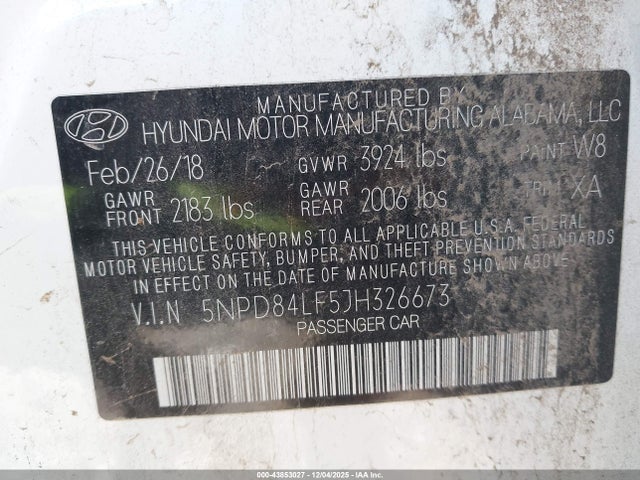 MANUFACTURED BY
HYUNDAI MOTOR MANUFACTURING ALABAMA, LLC
Feb/26/18 GVWR 3924 lbs PAINT W8
GAWR FRONT 2183 lbs GAWR REAR 2006 lbs TRIM XA
THIS VEHICLE CONFORMS TO ALL APPLICABLE U.S. FEDERAL
MOTOR VEHICLE SAFETY, BUMPER, AND THEFT PREVENTION STANDARDS
IN EFFECT ON THE DATE OF MANUFACTURE SHOWN ABOVE.
V.I.N 5NPD84LF5JH326673
PASSENGER CAR
000-43853027 - 12/04/2025 - COPART